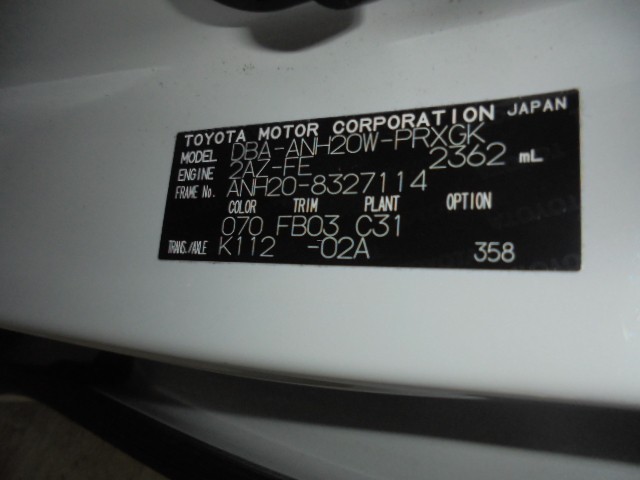 TOYOTA MOTOR CORPORATION JAPAN
MODEL DBA-ANH20W-PRXGK
ENGINE 2AZ-FE 2362 mL
FRAME No. ANH20-8327114
COLOR TRIM PLANT OPTION
070 FB03 C31
TRANS./AXLE K112 -02A 358